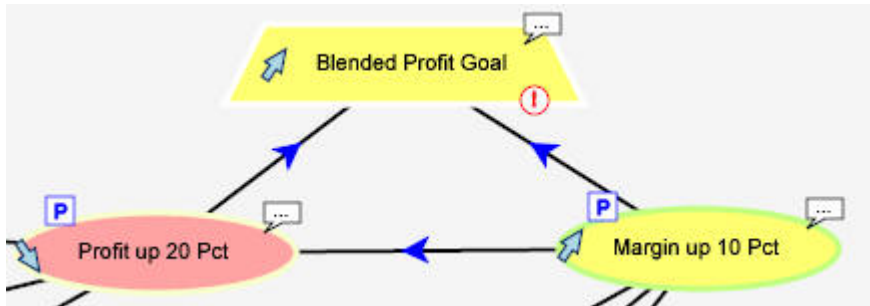 ...
Blended Profit Goal
!
P
...
Profit up 20 Pct
P
...
Margin up 10 Pct